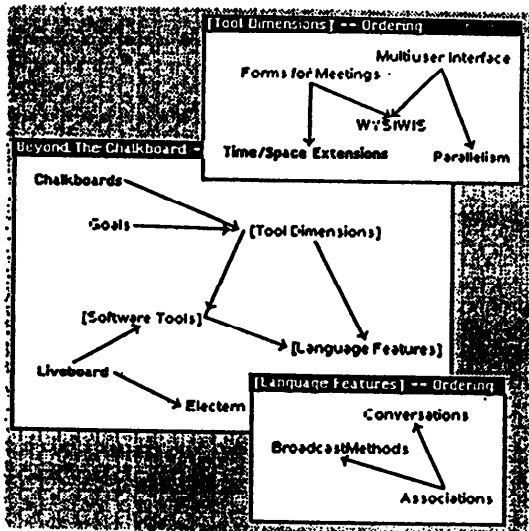 [Tool Dimensions] -- Ordering
Multiuser Interface
Forms for Meetings
WYSIWIS
Time/Space Extensions
Parallelism
Beyond The Chalkboard -
Chalkboards
Goals
[Tool Dimensions]
[Software Tools]
[Language Features]
Liveboard
Electern
[Language Features] -- Ordering
Conversations
BroadcastMethods
Associations